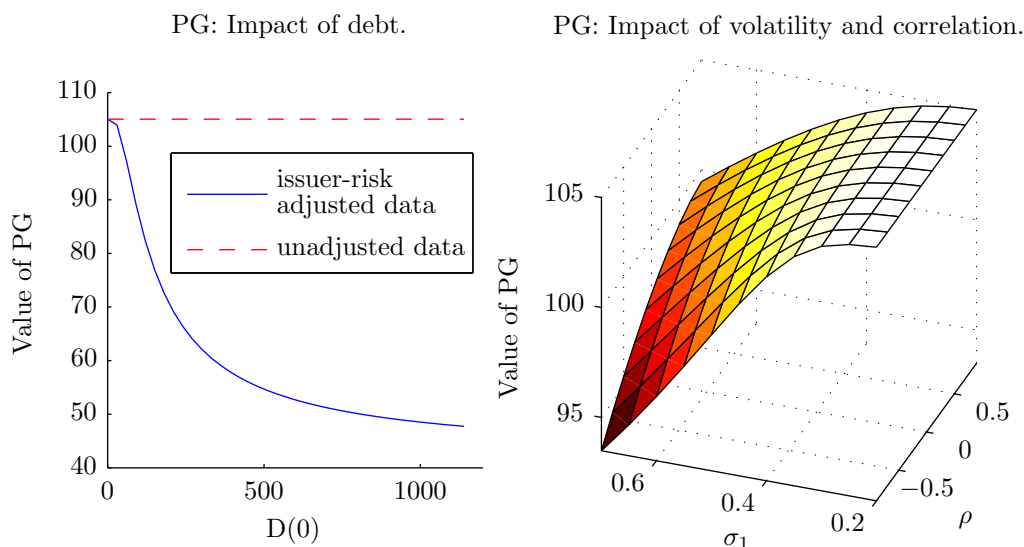 PG: Impact of debt.
110
100
90
80
70
60
50
40
0
500
1000
Value of PG
D(0)
issuer-risk
adjusted data
unadjusted data
PG: Impact of volatility and correlation.
105
100
95
Value of PG
0.6
0.4
0.2
σ₁
−0.5
0
0.5
ρ